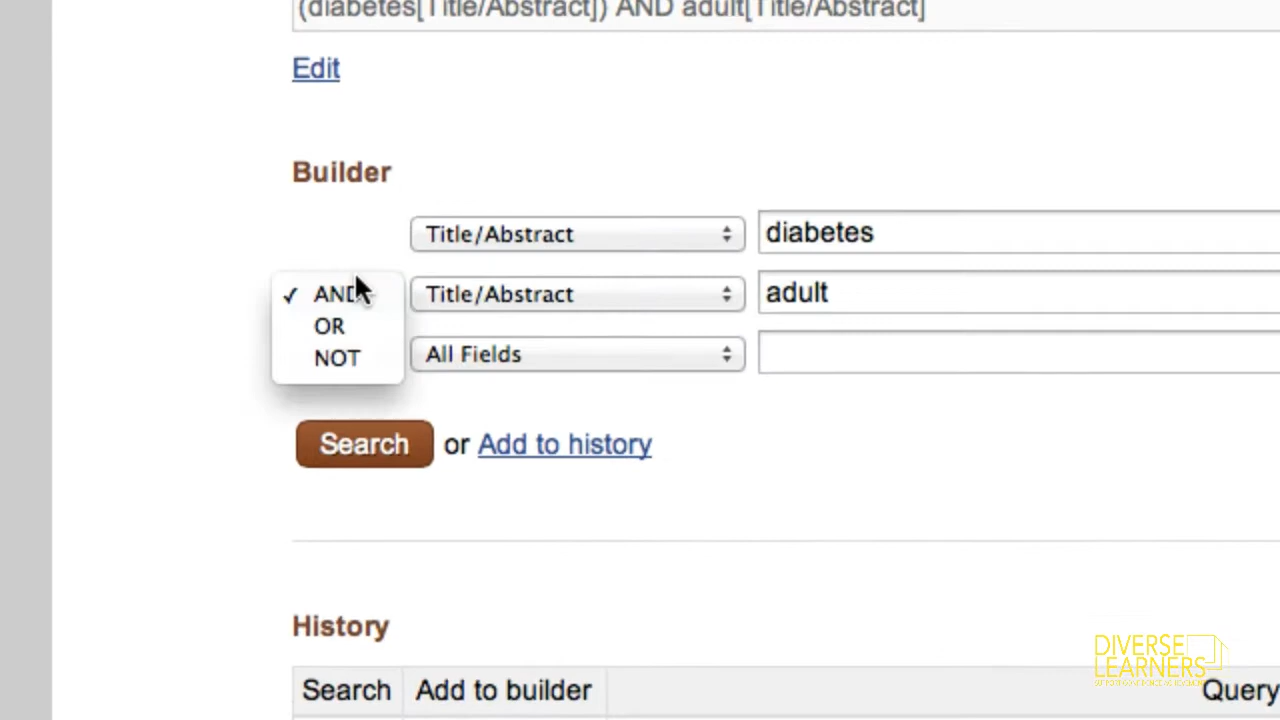 (diabetes[Title/Abstract]) AND adult[Title/Abstract]
Edit
Builder
Title/Abstract diabetes
✓ AND Title/Abstract adult
OR
NOT All Fields
Search or Add to history
History
DIVERSE
LEARNERS
Search Add to builder Query